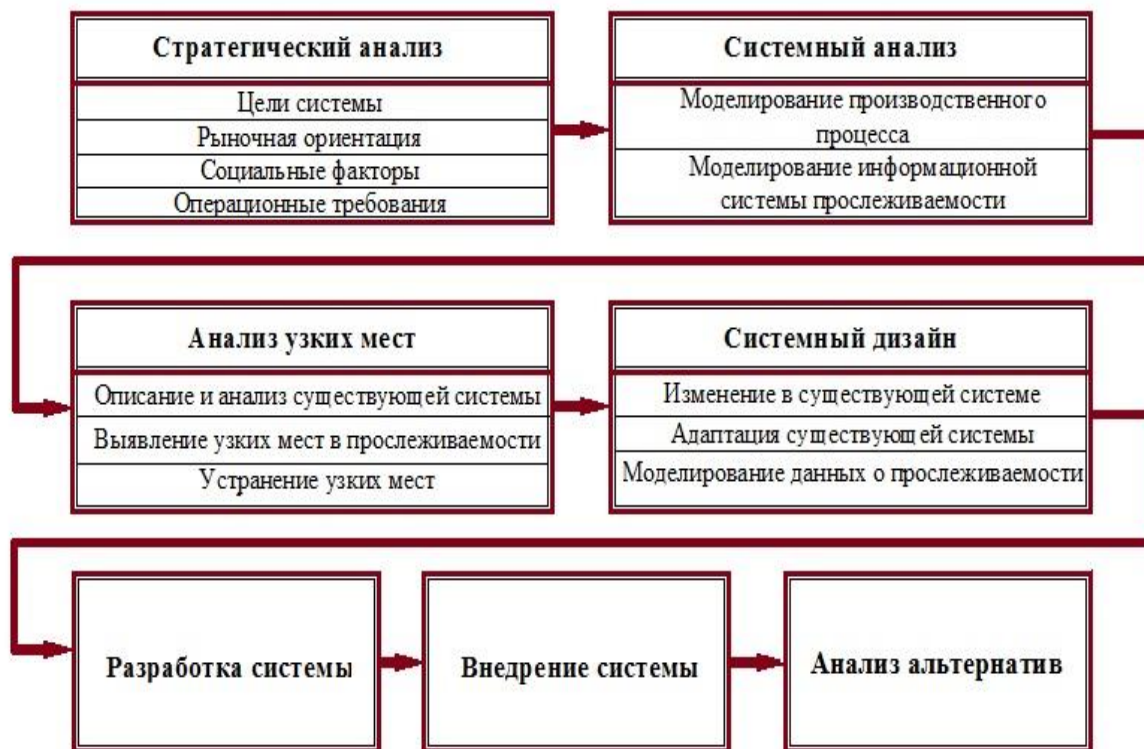 Стратегический анализ
Цели системы
Рыночная ориентация
Социальные факторы
Операционные требования
Системный анализ
Моделирование производственного
процесса
Моделирование информационной
системы прослеживаемости
Анализ узких мест
Описание и анализ существующей системы
Выявление узких мест в прослеживаемости
Устранение узких мест
Системный дизайн
Изменение в существующей системе
Адаптация существующей системы
Моделирование данных о прослеживаемости
Разработка системы
Внедрение системы
Анализ альтернатив